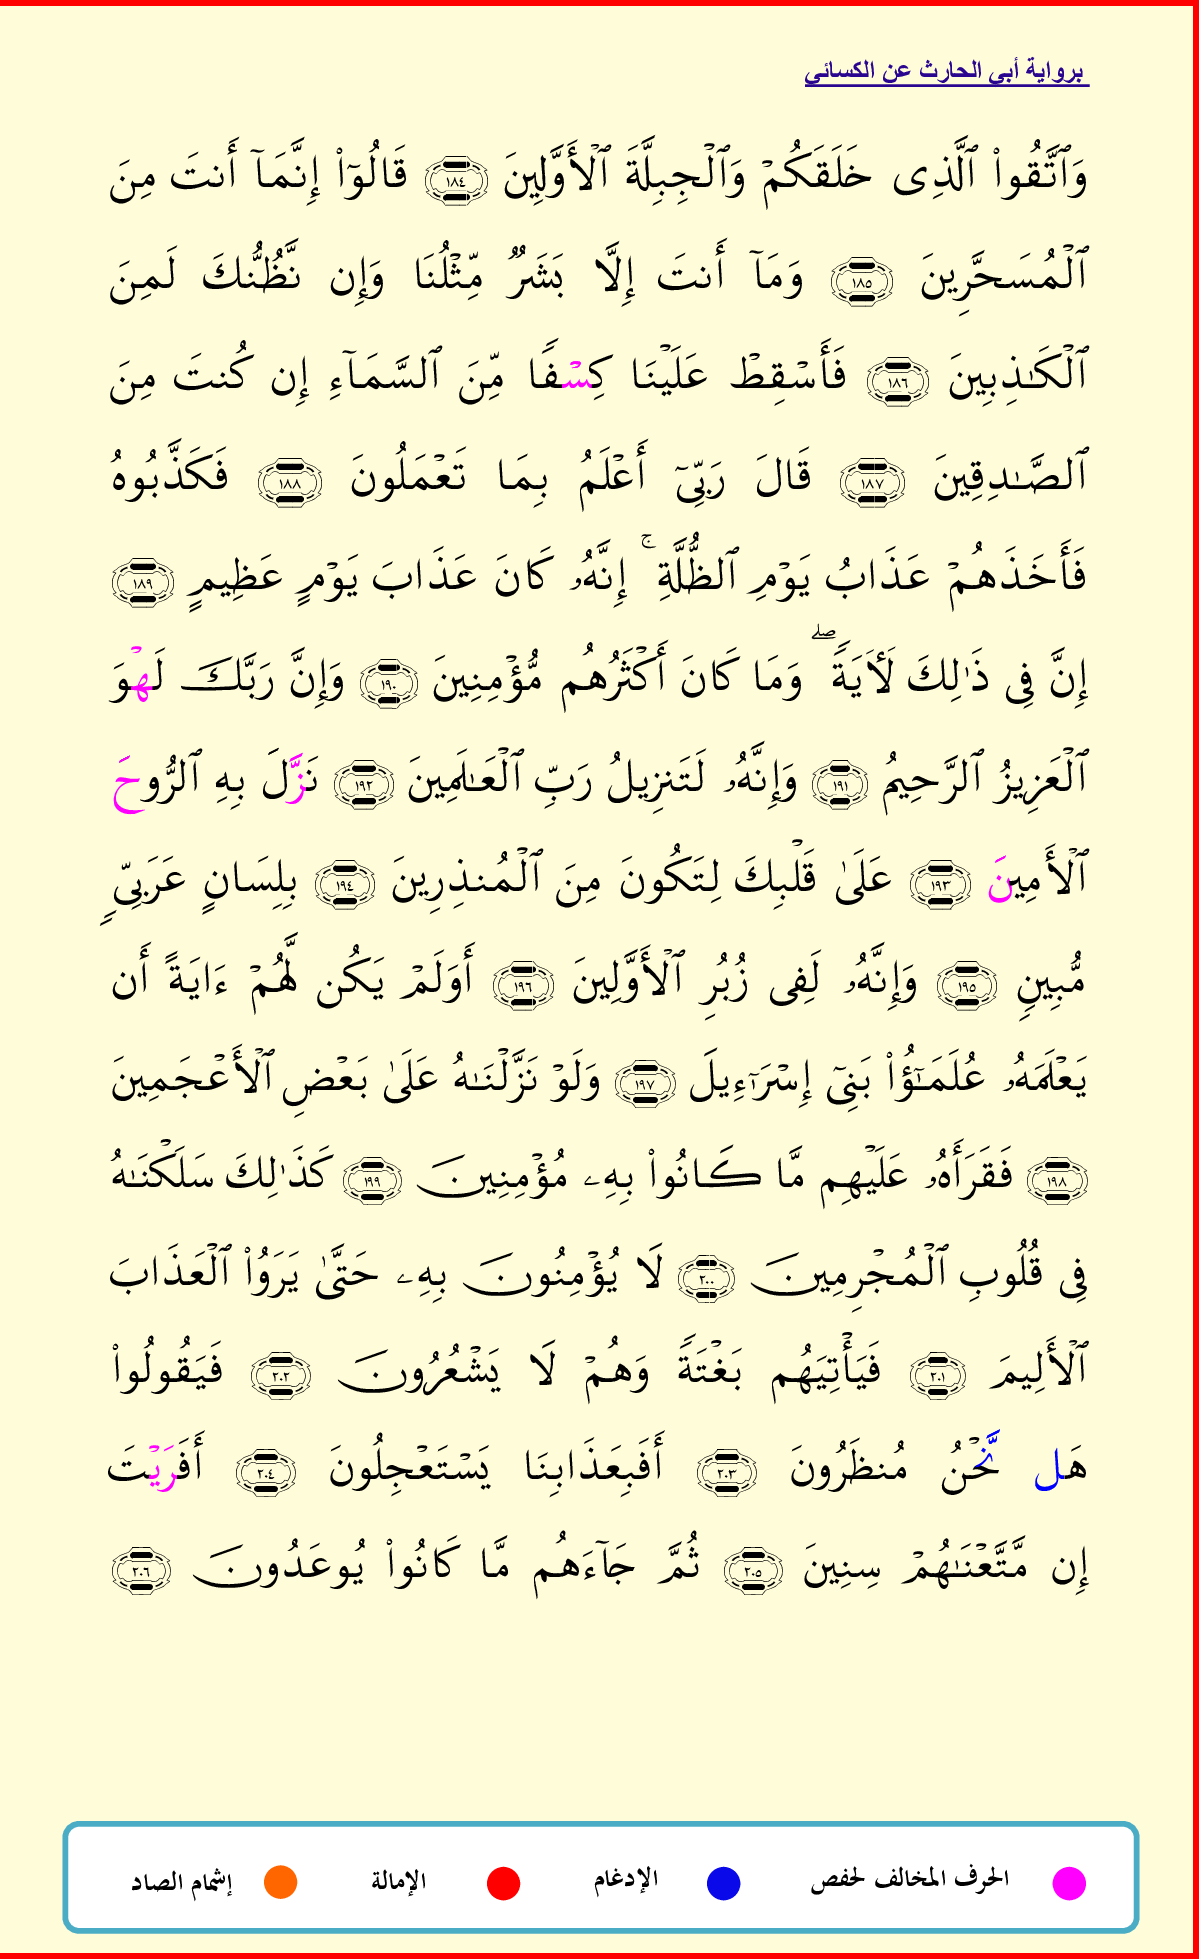 برواية أبي الحارث عن الكسائي
وَٱتَّقُواْ ٱلَّذِى خَلَقَكُمْ وَٱلْجِبِلَّةَ ٱلْأَوَّلِينَ ١٨٤ قَالُوٓاْ إِنَّمَآ أَنتَ مِنَ
ٱلْمُسَحَّرِينَ ١٨٥ وَمَآ أَنتَ إِلَّا بَشَرٌ مِّثْلُنَا وَإِن نَّظُنُّكَ لَمِنَ
ٱلْكَـٰذِبِينَ ١٨٦ فَأَسْقِطْ عَلَيْنَا كِسْفًا مِّنَ ٱلسَّمَآءِ إِن كُنتَ مِنَ
ٱلصَّـٰدِقِينَ ١٨٧ قَالَ رَبِّىٓ أَعْلَمُ بِمَا تَعْمَلُونَ ١٨٨ فَكَذَّبُوهُ
فَأَخَذَهُمْ عَذَابُ يَوْمِ ٱلظُّلَّةِ ۚ إِنَّهُۥ كَانَ عَذَابَ يَوْمٍ عَظِيمٍ ١٨٩
إِنَّ فِى ذَٰلِكَ لَأٓيَةً ۖ وَمَا كَانَ أَكْثَرُهُم مُّؤْمِنِينَ ١٩٠ وَإِنَّ رَبَّكَ لَهْوَ
ٱلْعَزِيزُ ٱلرَّحِيمُ ١٩١ وَإِنَّهُۥ لَتَنزِيلُ رَبِّ ٱلْعَـٰلَمِينَ ١٩٢ نَزَّلَ بِهِ ٱلرُّوحَ
ٱلْأَمِينَ ١٩٣ عَلَىٰ قَلْبِكَ لِتَكُونَ مِنَ ٱلْمُنذِرِينَ ١٩٤ بِلِسَانٍ عَرَبِىٍّ
مُّبِينٍ ١٩٥ وَإِنَّهُۥ لَفِى زُبُرِ ٱلْأَوَّلِينَ ١٩٦ أَوَلَمْ يَكُن لَّهُمْ ءَايَةً أَن
يَعْلَمَهُۥ عُلَمَـٰٓؤُاْ بَنِىٓ إِسْرَٰٓءِيلَ ١٩٧ وَلَوْ نَزَّلْنَـٰهُ عَلَىٰ بَعْضِ ٱلْأَعْجَمِينَ
١٩٨ فَقَرَأَهُۥ عَلَيْهِم مَّا كَانُواْ بِهِۦ مُؤْمِنِينَ ١٩٩ كَذَٰلِكَ سَلَكْنَـٰهُ
فِى قُلُوبِ ٱلْمُجْرِمِينَ ٢٠٠ لَا يُؤْمِنُونَ بِهِۦ حَتَّىٰ يَرَوُاْ ٱلْعَذَابَ
ٱلْأَلِيمَ ٢٠١ فَيَأْتِيَهُم بَغْتَةً وَهُمْ لَا يَشْعُرُونَ ٢٠٢ فَيَقُولُواْ
هَل نَّحْنُ مُنظَرُونَ ٢٠٣ أَفَبِعَذَابِنَا يَسْتَعْجِلُونَ ٢٠٤ أَفَرَيْتَ
إِن مَّتَّعْنَـٰهُمْ سِنِينَ ٢٠٥ ثُمَّ جَآءَهُم مَّا كَانُواْ يُوعَدُونَ ٢٠٦
الحرف المخالف لحفص الإدغام الإمالة إشمام الصاد